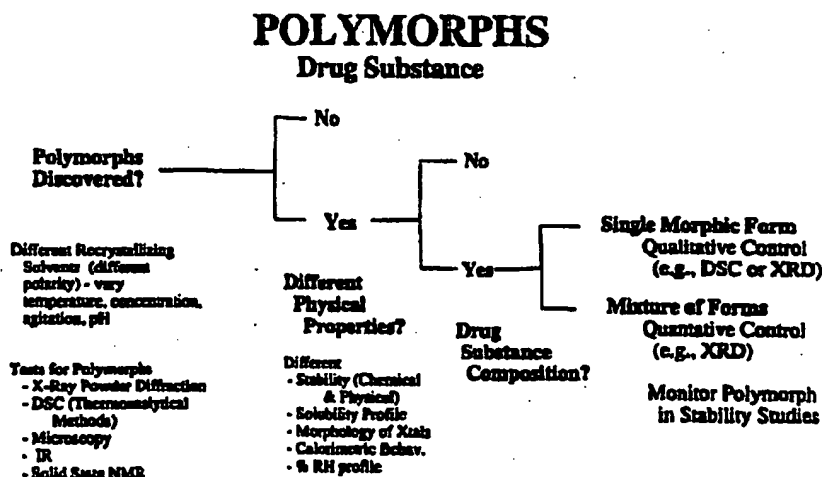 POLYMORPHS
Drug Substance
No
Polymorphs
Discovered?
No
Yes
Single Morphic Form
Qualitative Control
(e.g., DSC or XRD)
Yes
Different Recrystallizing
Solvents (different
polarity) - vary
temperature, concentration,
agitation, pH
Different
Physical
Properties?
Mixture of Forms
Quantative Control
(e.g., XRD)
Drug
Substance
Composition?
Tests for Polymorphs
- X-Ray Powder Diffraction
- DSC (Thermoanalytical
Methods)
- Microscopy
- IR
- Solid State NMR
Different
- Stability (Chemical
& Physical)
- Solubility Profile
- Morphology of Xtals
- Calorimetric Behav.
- % RH profile
Monitor Polymorph
in Stability Studies